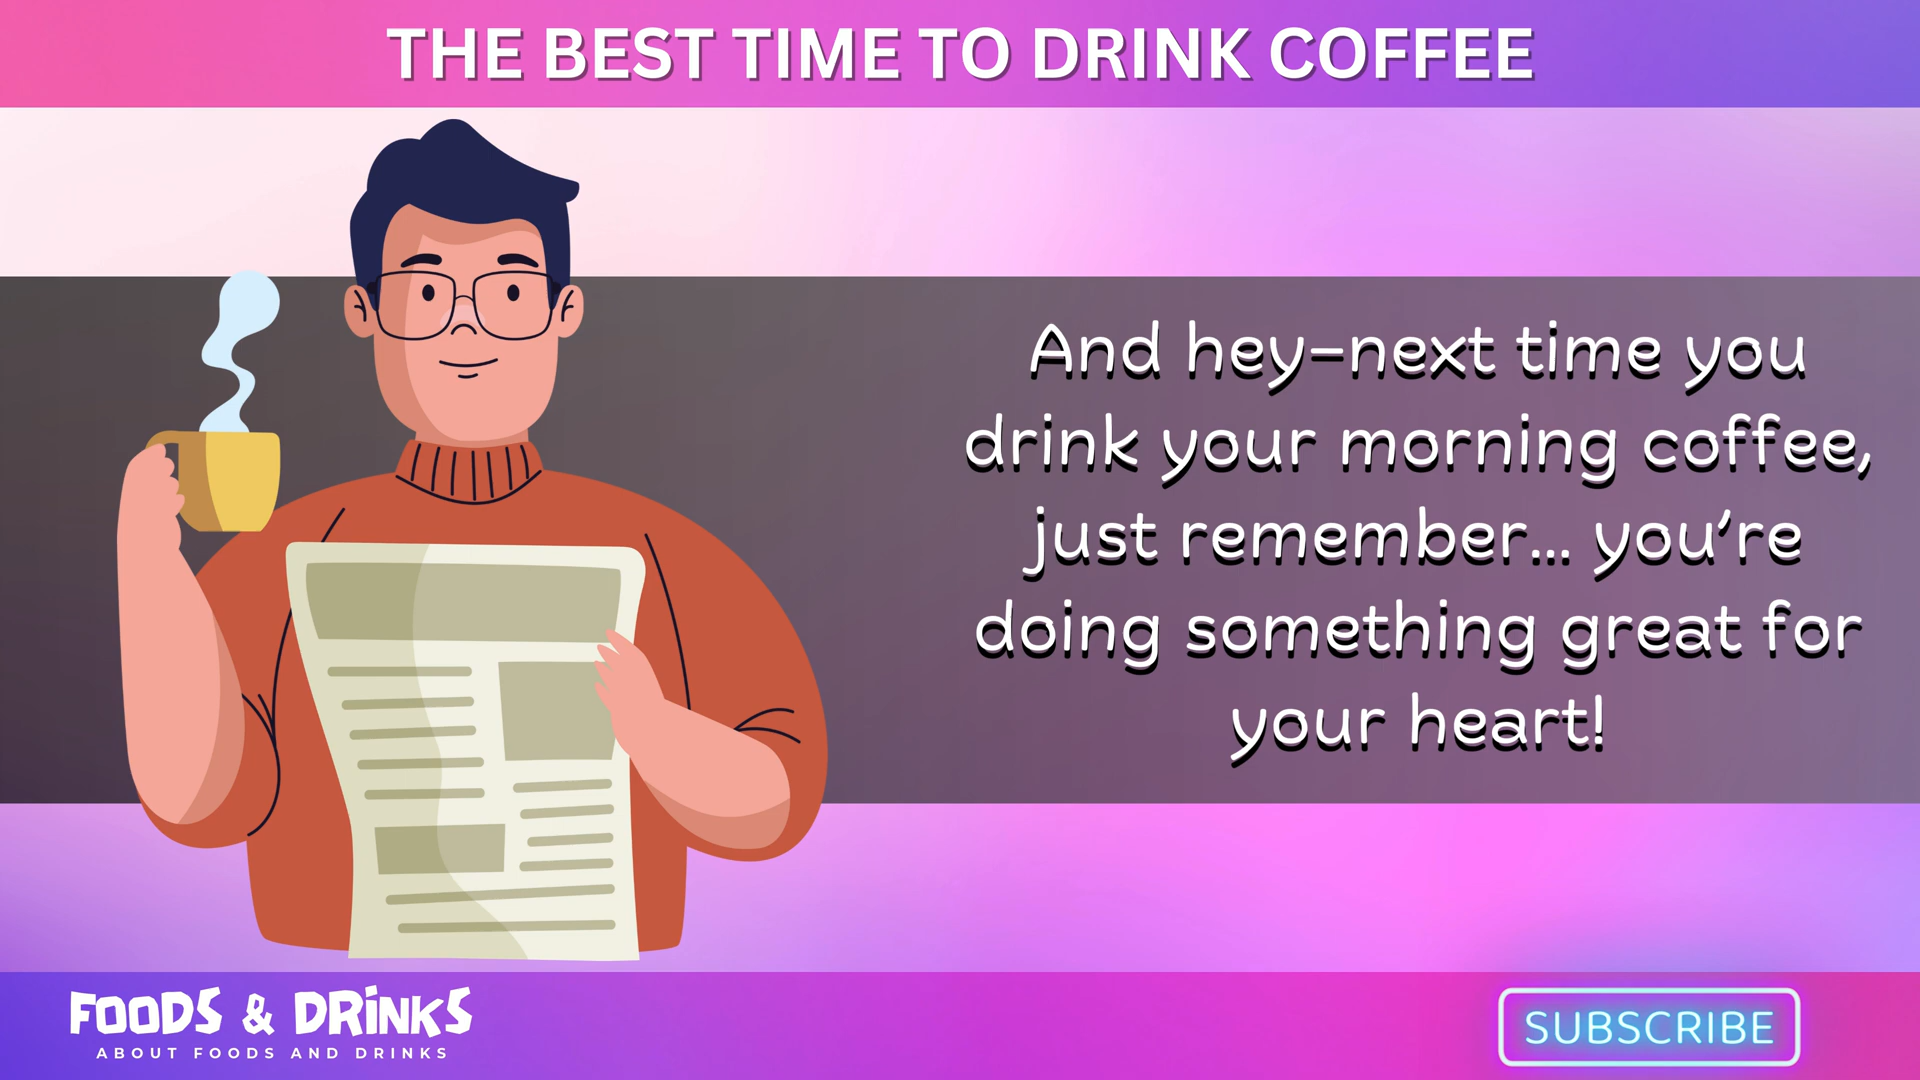 THE BEST TIME TO DRINK COFFEE
And hey–next time you
drink your morning coffee,
just remember... you’re
doing something great for
your heart!
FOODS & DRiNKS
ABOUT FOODS AND DRINKS
SUBSCRIBE